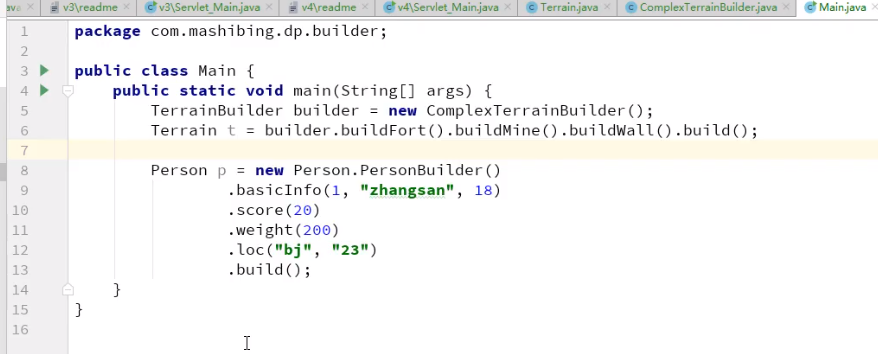 ava × v3\readme × v3\Servlet_Main.java × v4\readme × v4\Servlet_Main.java × Terrain.java × ComplexTerrainBuilder.java × Main.java ×
1 package com.mashibing.dp.builder;
2
3 public class Main {
4 public static void main(String[] args) {
5 TerrainBuilder builder = new ComplexTerrainBuilder();
6 Terrain t = builder.buildFort().buildMine().buildWall().build();
7
8 Person p = new Person.PersonBuilder()
9 .basicInfo(1, "zhangsan", 18)
10 .score(20)
11 .weight(200)
12 .loc("bj", "23")
13 .build();
14 }
15 }
16